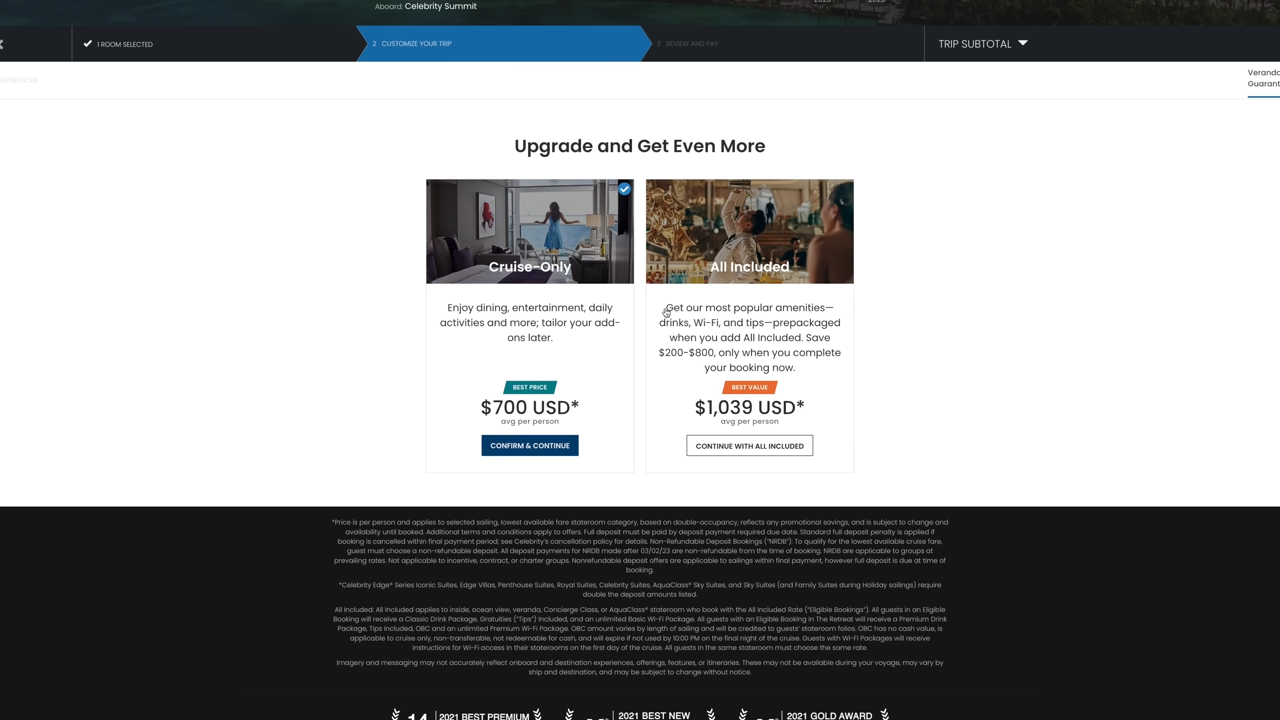 Aboard: Celebrity Summit
1 ROOM SELECTED
2 CUSTOMIZE YOUR TRIP
3 REVIEW AND PAY
TRIP SUBTOTAL
Upgrade and Get Even More
Cruise-Only
Enjoy dining, entertainment, daily
activities and more; tailor your add-
ons later.
BEST PRICE
$700 USD*
avg per person
CONFIRM & CONTINUE
All Included
Get our most popular amenities—
drinks, Wi-Fi, and tips—prepackaged
when you add All Included. Save
$200-$800, only when you complete
your booking now.
BEST VALUE
$1,039 USD*
avg per person
CONTINUE WITH ALL INCLUDED
*Price is per person and applies to selected sailing, lowest available fare stateroom category, based on double-occupancy, reflects any promotional savings, and is subject to change and
availability until booked. Additional terms and conditions apply to offers. Full deposit must be paid by deposit payment required due date. Standard full deposit penalty is applied if
booking is cancelled within final payment period; see Celebrity's cancellation policy for details. Non-Refundable Deposit Bookings ("NRDB"): To qualify for the lowest available cruise fare,
guest must choose a non-refundable deposit. All deposit payments for NRDB made after 03/02/23 are non-refundable from the time of booking. NRDB are applicable to groups at
prevailing rates. Not applicable to incentive, contract, or charter groups. Nonrefundable deposit offers are applicable to sailings within final payment, however full deposit is due at time of
booking.
*Celebrity Edge® Series Iconic Suites, Edge Villas, Penthouse Suites, Royal Suites, Celebrity Suites, AquaClass® Sky Suites, and Sky Suites (and Family Suites during Holiday sailings) require
double the deposit amounts listed.
All Included: All Included applies to inside, ocean view, veranda, Concierge Class, or AquaClass® stateroom who book with the All Included Rate ("Eligible Bookings"). All guests in an Eligible
Booking will receive a Classic Drink Package, Gratuities ("Tips") Included, and an unlimited Basic Wi-Fi Package. All guests with an Eligible Booking in The Retreat will receive a Premium Drink
Package, Tips Included, OBC and an unlimited Premium Wi-Fi Package. OBC amount varies by length of sailing and will be credited to guests' stateroom folios. OBC has no cash value, is
applicable to cruise only, non-transferable, not redeemable for cash, and will expire if not used by 10:00 PM on the final night of the cruise. Guests with Wi-Fi Packages will receive
instructions for Wi-Fi access in their staterooms on the first day of the cruise. All guests in the same stateroom must choose the same rate.
Imagery and messaging may not accurately reflect onboard and destination experiences, offerings, features, or itineraries. These may not be available during your voyage, may vary by
ship and destination, and may be subject to change without notice.
2021 BEST PREMIUM
2021 BEST NEW
2021 GOLD AWARD